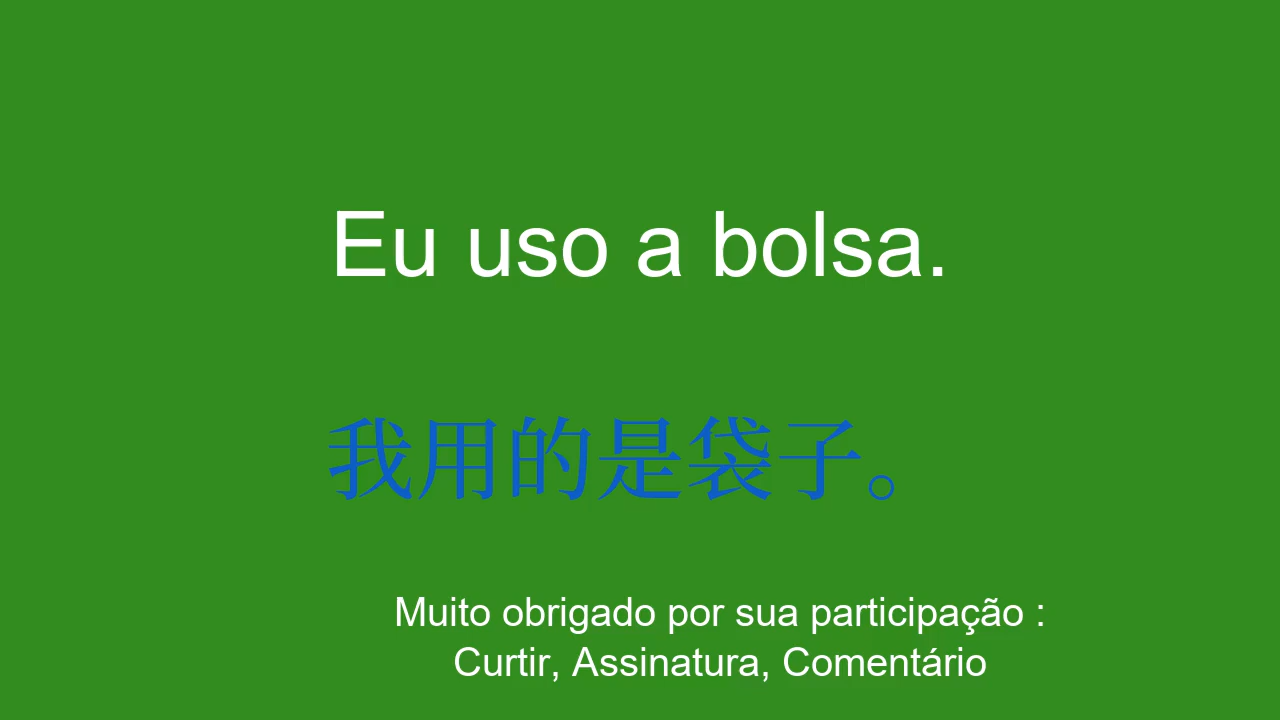 Eu uso a bolsa.
我用的是袋子。
Muito obrigado por sua participação :
Curtir, Assinatura, Comentário